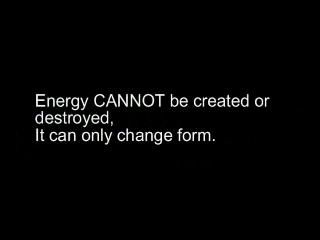 Energy CANNOT be created or
destroyed,
It can only change form.